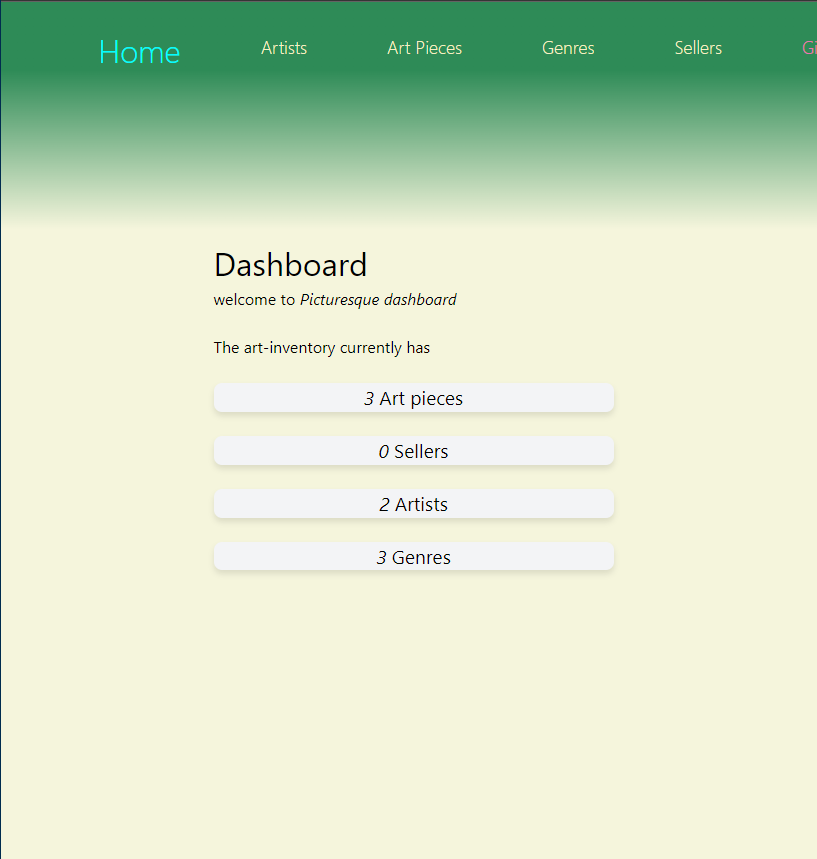 Home Artists Art Pieces Genres Sellers
Dashboard
welcome to Picturesque dashboard
The art-inventory currently has
3 Art pieces
0 Sellers
2 Artists
3 Genres